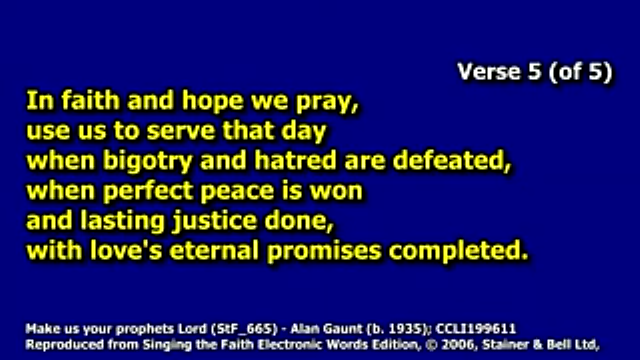 Verse 5 (of 5)
In faith and hope we pray,
use us to serve that day
when bigotry and hatred are defeated,
when perfect peace is won
and lasting justice done,
with love's eternal promises completed.
Make us your prophets Lord (StF_665) - Alan Gaunt (b. 1935); CCLI199611
Reproduced from Singing the Faith Electronic Words Edition, © 2006, Stainer & Bell Ltd,